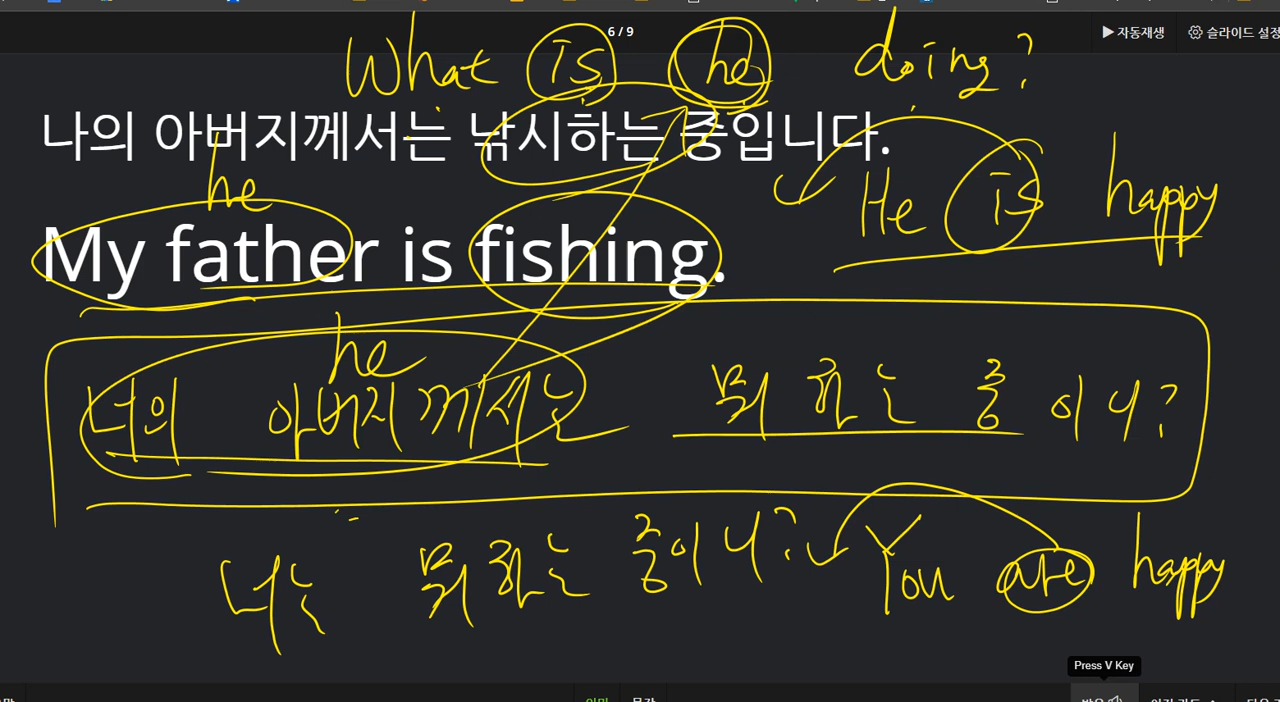 6 / 9
▶자동재생
슬라이드 설정
What is he doing?
나의 아버지께서는 낚시하는 중입니다.
he
He is happy
My father is fishing.
he
너의 아버지께서는 뭐 하는 중이니?
너는 뭐 하는 중이니?
You are happy
Press V Key